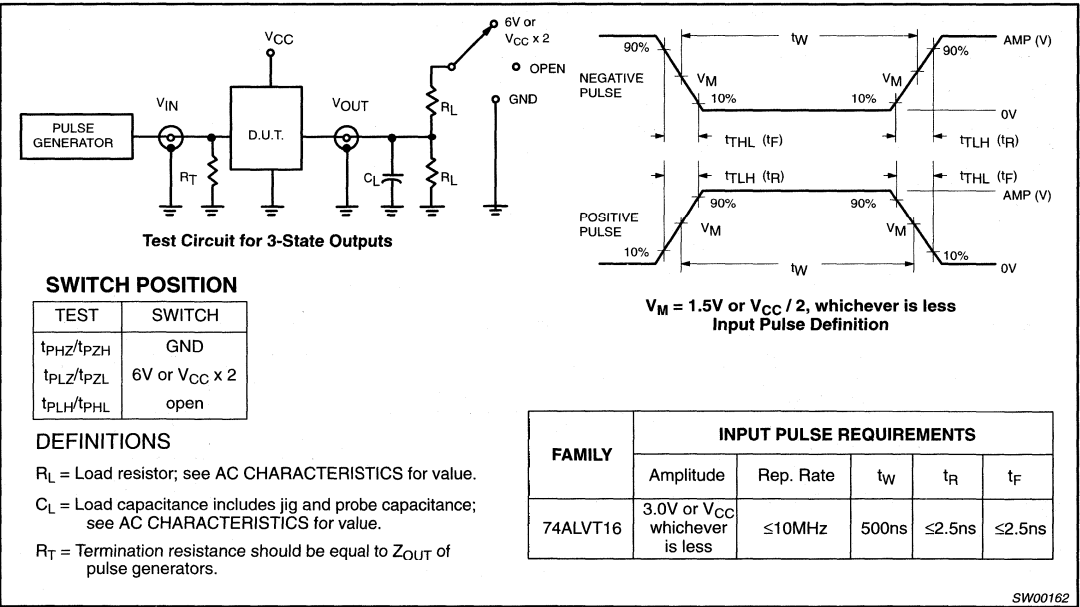 6V or
VCC x 2
VCC
OPEN
VIN
VOUT
RL
GND
PULSE
GENERATOR
D.U.T.
RT
CL
RL
Test Circuit for 3-State Outputs
tW
AMP (V)
90%
90%
NEGATIVE
PULSE
VM
VM
10%
10%
0V
tTHL (tF)
tTLH (tR)
tTLH (tR)
tTHL (tF)
AMP (V)
90%
90%
POSITIVE
PULSE
VM
VM
10%
10%
tW
0V
VM = 1.5V or VCC / 2, whichever is less
Input Pulse Definition
SWITCH POSITION
TEST SWITCH
tPHZ/tPZH GND
tPLZ/tPZL 6V or VCC x 2
tPLH/tPHL open
DEFINITIONS
RL = Load resistor; see AC CHARACTERISTICS for value.
CL = Load capacitance includes jig and probe capacitance;
see AC CHARACTERISTICS for value.
RT = Termination resistance should be equal to ZOUT of
pulse generators.
FAMILY
INPUT PULSE REQUIREMENTS
Amplitude Rep. Rate tW tR tF
74ALVT16
3.0V or VCC
whichever
is less
≤10MHz 500ns ≤2.5ns ≤2.5ns
SW00162